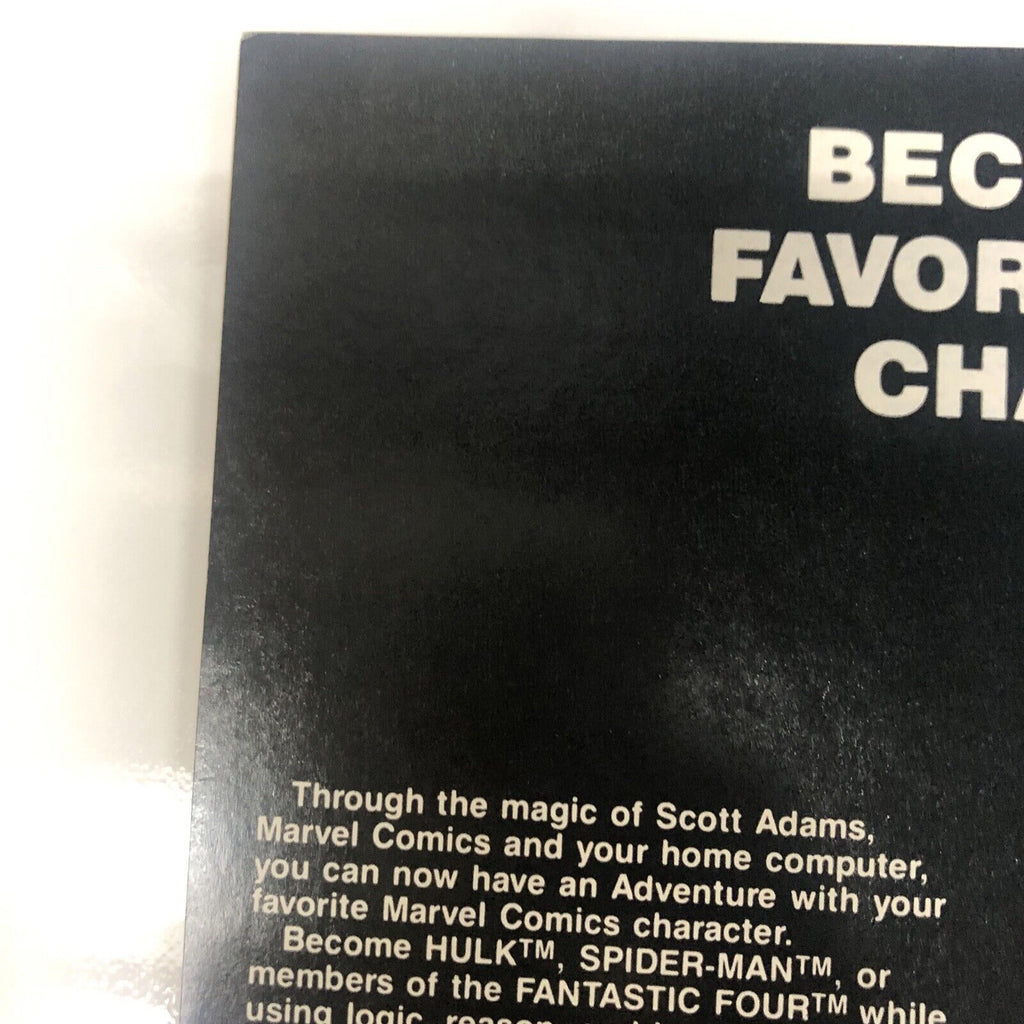 BEC
FAVOR
CHA
Through the magic of Scott Adams,
Marvel Comics and your home computer,
you can now have an Adventure with your
favorite Marvel Comics character.
Become HULK™, SPIDER-MAN™, or
members of the FANTASTIC FOUR™ while
using logic, reason